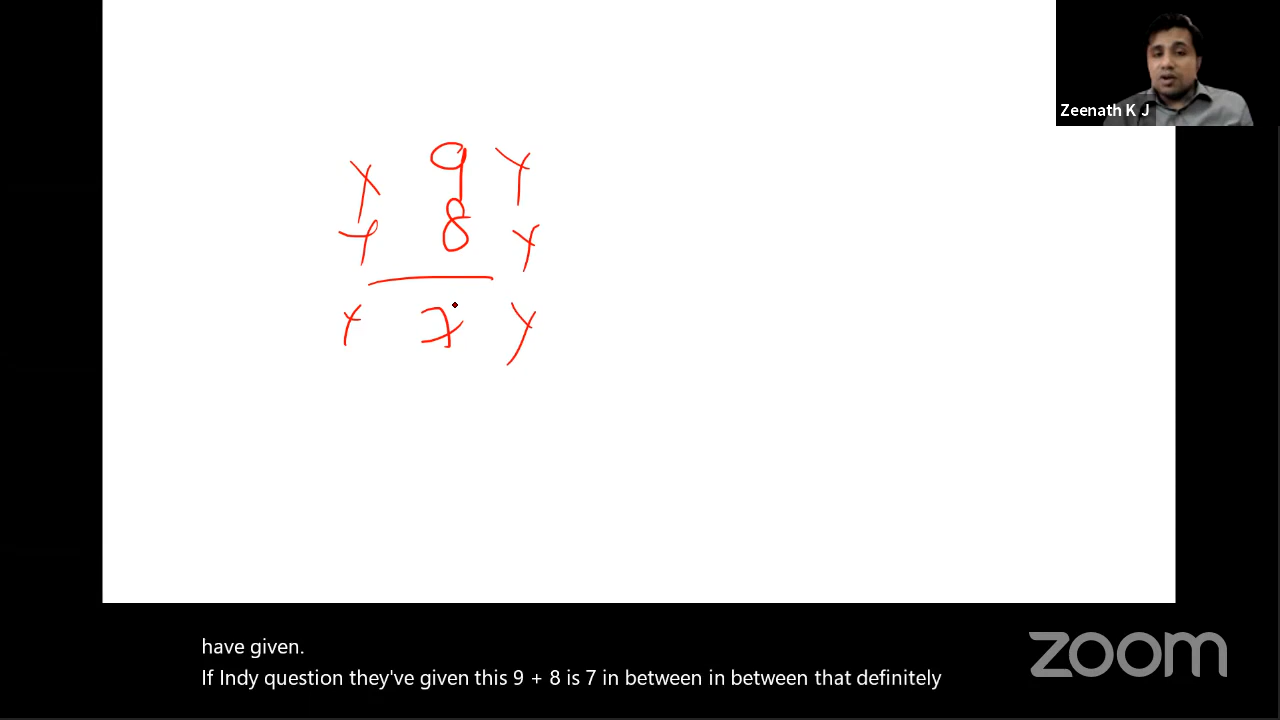 Zeenath K J
Y 9 Y
Y 8 Y
Y 7 Y
have given.
If Indy question they've given this 9 + 8 is 7 in between in between that definitely
zoom